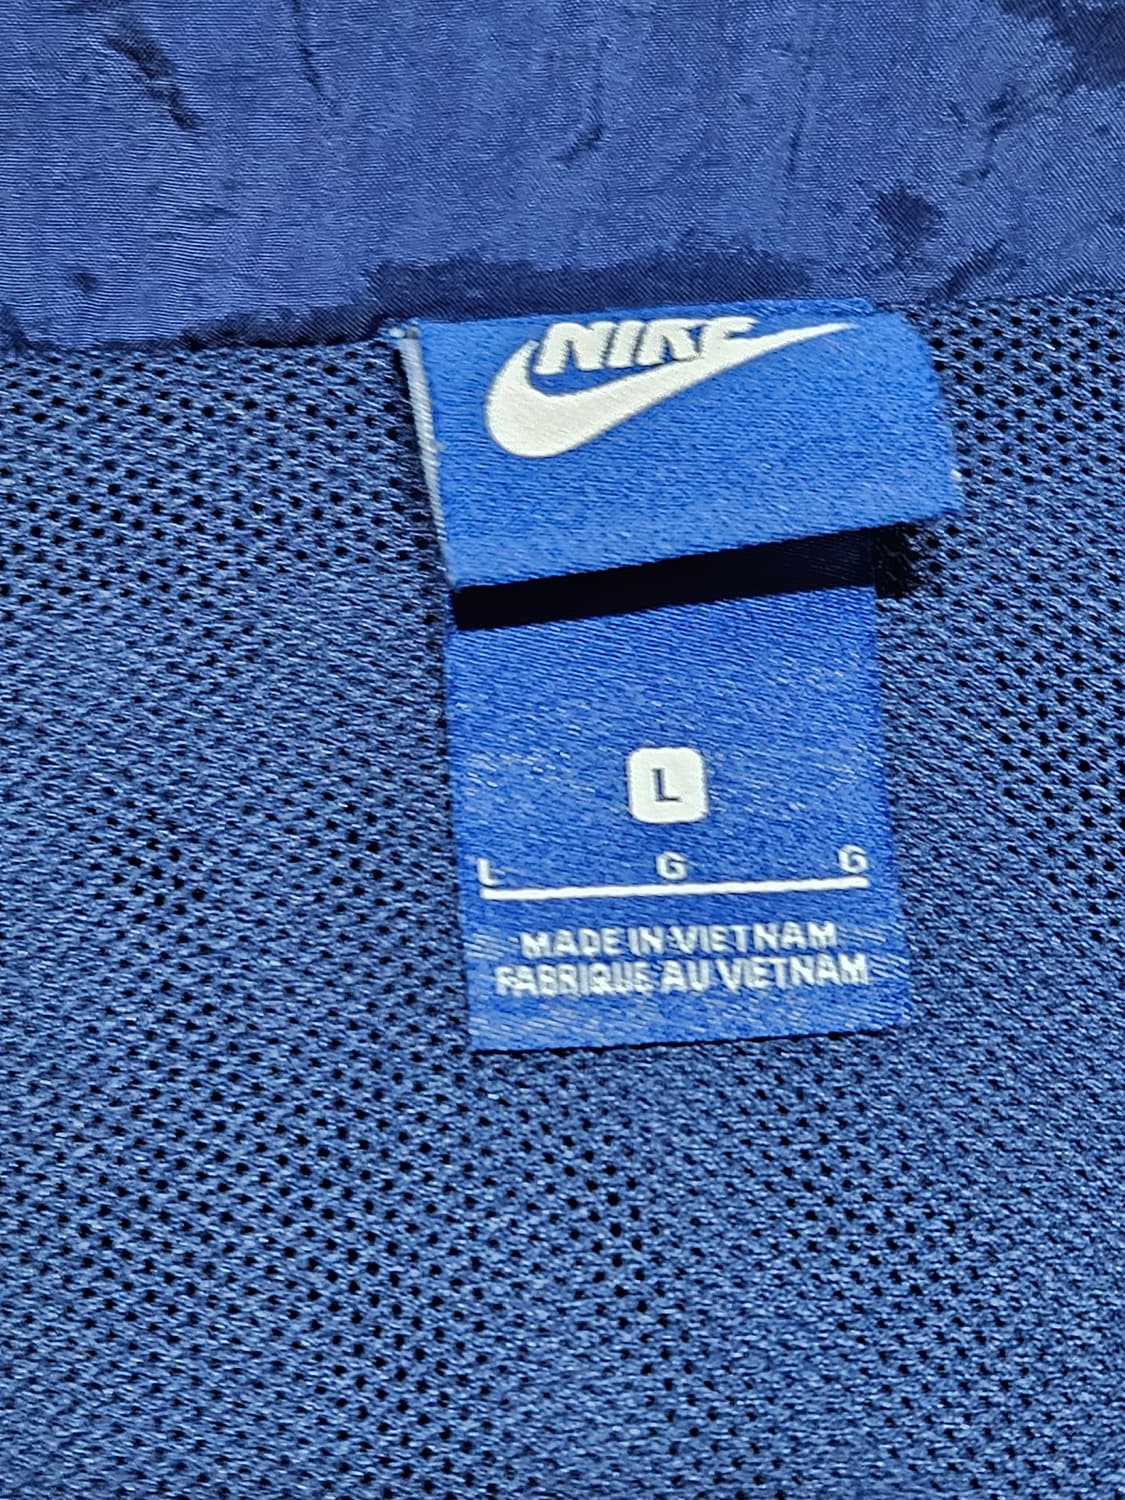 NIKE
L
L G G
MADE IN VIETNAM
FABRIQUE AU VIETNAM